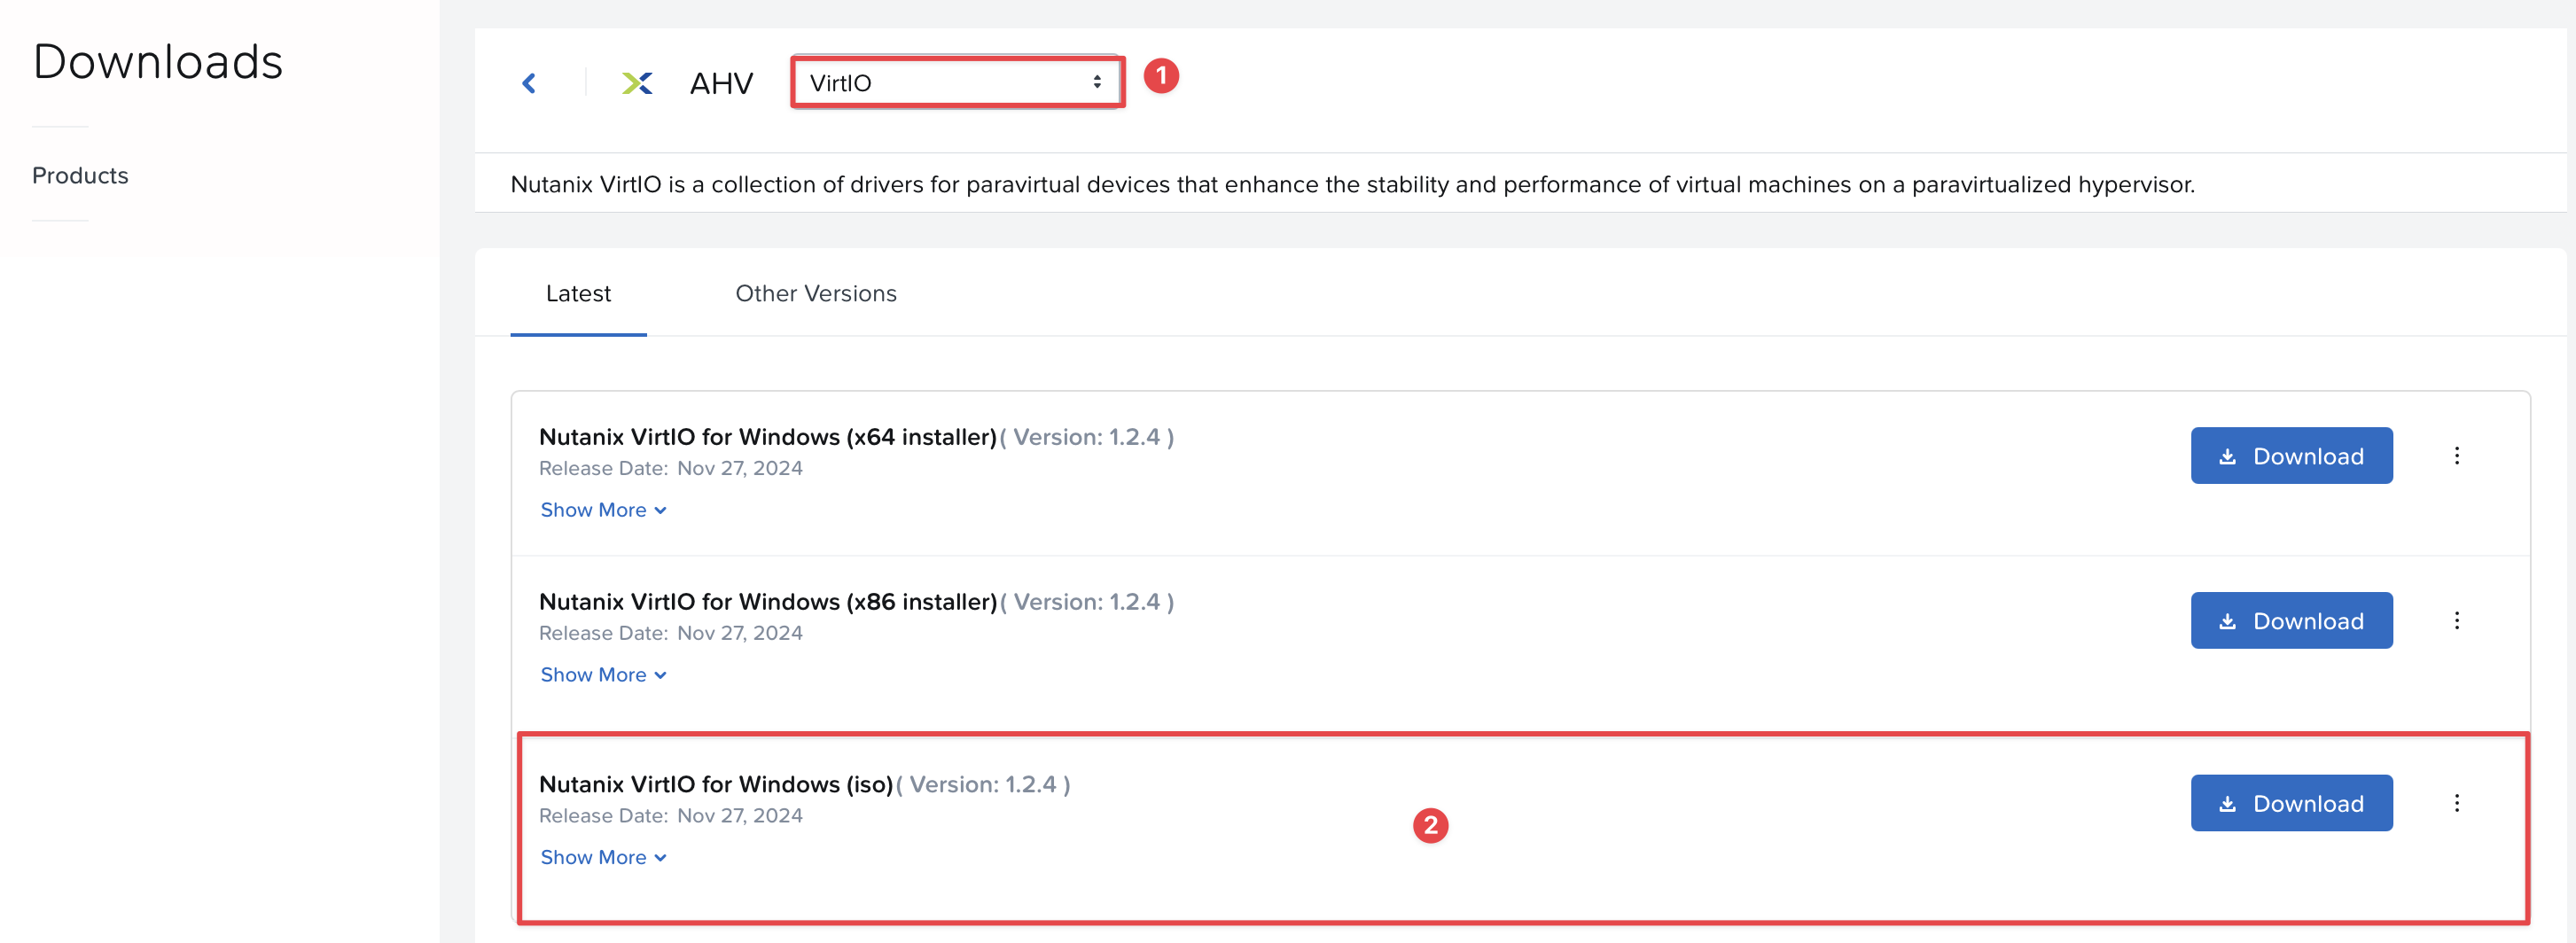 Downloads
Products
AHV VirtIO 1
Nutanix VirtIO is a collection of drivers for paravirtual devices that enhance the stability and performance of virtual machines on a paravirtualized hypervisor.
Latest Other Versions
Nutanix VirtIO for Windows (x64 installer)( Version: 1.2.4 )
Release Date: Nov 27, 2024
Show More
Download
Nutanix VirtIO for Windows (x86 installer)( Version: 1.2.4 )
Release Date: Nov 27, 2024
Show More
Download
Nutanix VirtIO for Windows (iso)( Version: 1.2.4 )
Release Date: Nov 27, 2024
Show More
2
Download